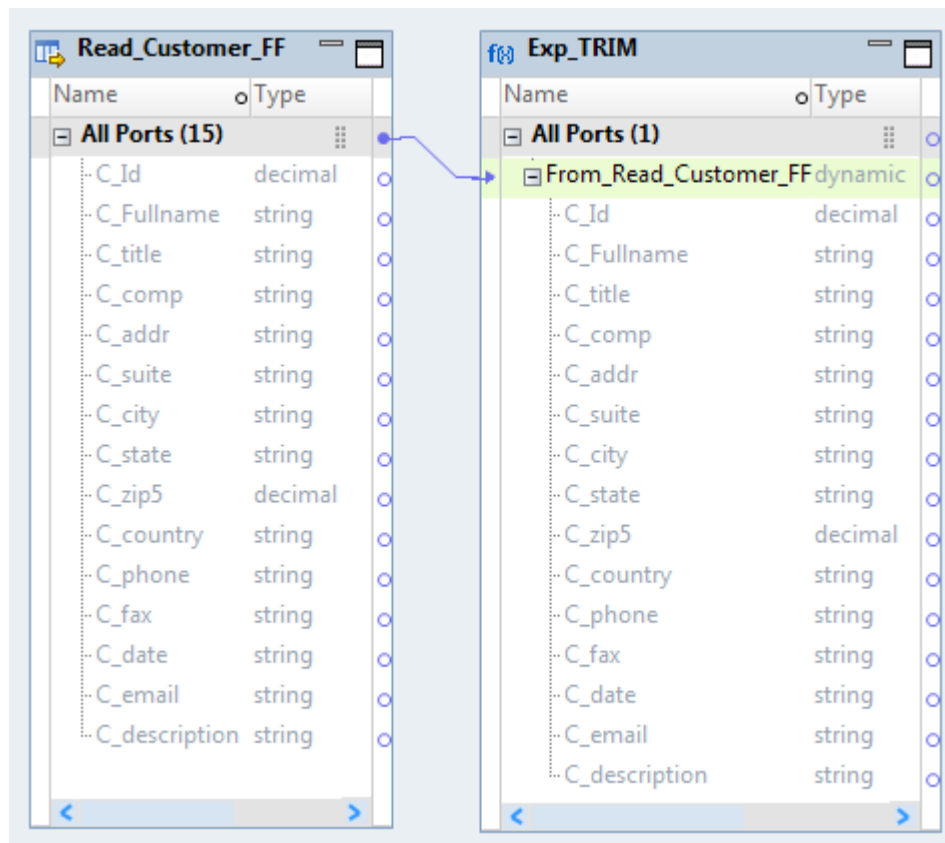 Read_Customer_FF
Name Type
All Ports (15)
C_Id decimal
C_Fullname string
C_title string
C_comp string
C_addr string
C_suite string
C_city string
C_state string
C_zip5 decimal
C_country string
C_phone string
C_fax string
C_date string
C_email string
C_description string
f(x) Exp_TRIM
Name Type
All Ports (1)
From_Read_Customer_FF dynamic
C_Id decimal
C_Fullname string
C_title string
C_comp string
C_addr string
C_suite string
C_city string
C_state string
C_zip5 decimal
C_country string
C_phone string
C_fax string
C_date string
C_email string
C_description string